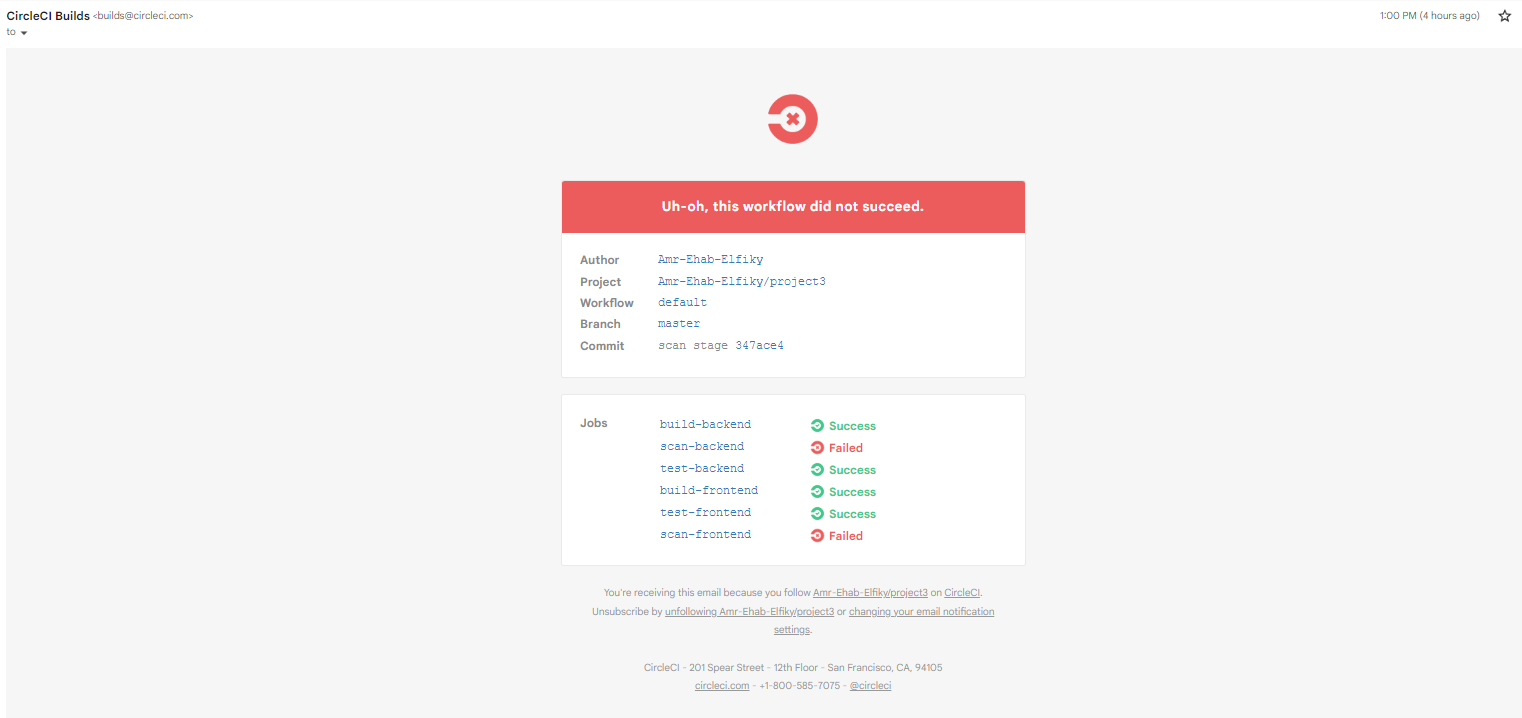 CircleCI Builds <builds@circleci.com>
1:00 PM (4 hours ago)
to
Uh-oh, this workflow did not succeed.
Author Amr-Ehab-Elfiky
Project Amr-Ehab-Elfiky/project3
Workflow default
Branch master
Commit scan stage 347ace4
Jobs build-backend Success
scan-backend Failed
test-backend Success
build-frontend Success
test-frontend Success
scan-frontend Failed
You're receiving this email because you follow Amr-Ehab-Elfiky/project3 on CircleCI.
Unsubscribe by unfollowing Amr-Ehab-Elfiky/project3 or changing your email notification
settings.
CircleCI - 201 Spear Street - 12th Floor - San Francisco, CA, 94105
circleci.com - +1-800-585-7075 - @circleci